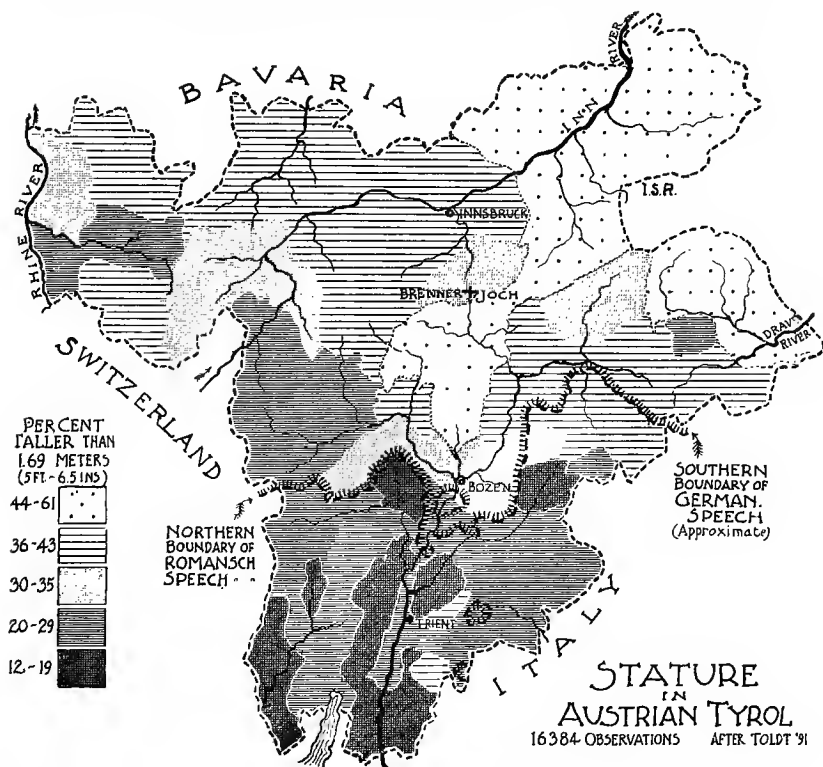 BAVARIA
RHINE RIVER
INN RIVER
I.S.R.
INNSBRUCK
BRENNER JOCH
DRAVE RIVER
SWITZERLAND
PER CENT
TALLER THAN
1.69 METERS
(5 FT.-6.5 INS)
44-61
36-43
30-35
20-29
12-19
BOZEN
NORTHERN
BOUNDARY OF
ROMANSCH
SPEECH
SOUTHERN
BOUNDARY OF
GERMAN.
SPEECH
(Approximate)
TRIENT
ITALY
STATURE
IN
AUSTRIAN TYROL
16384 OBSERVATIONS AFTER TOLDT '91